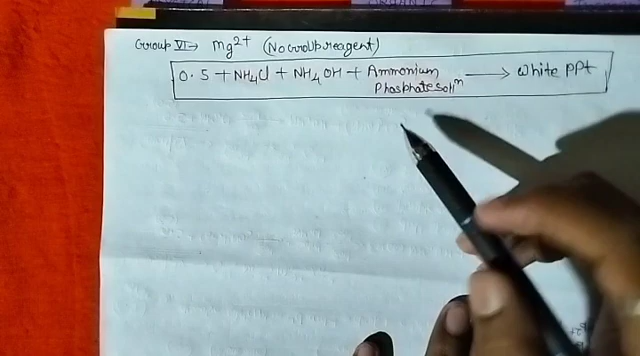 Group VI → Mg²⁺ (No group reagent)
O.S + NH₄Cl + NH₄OH + Ammonium Phosphate solⁿ → White PPt